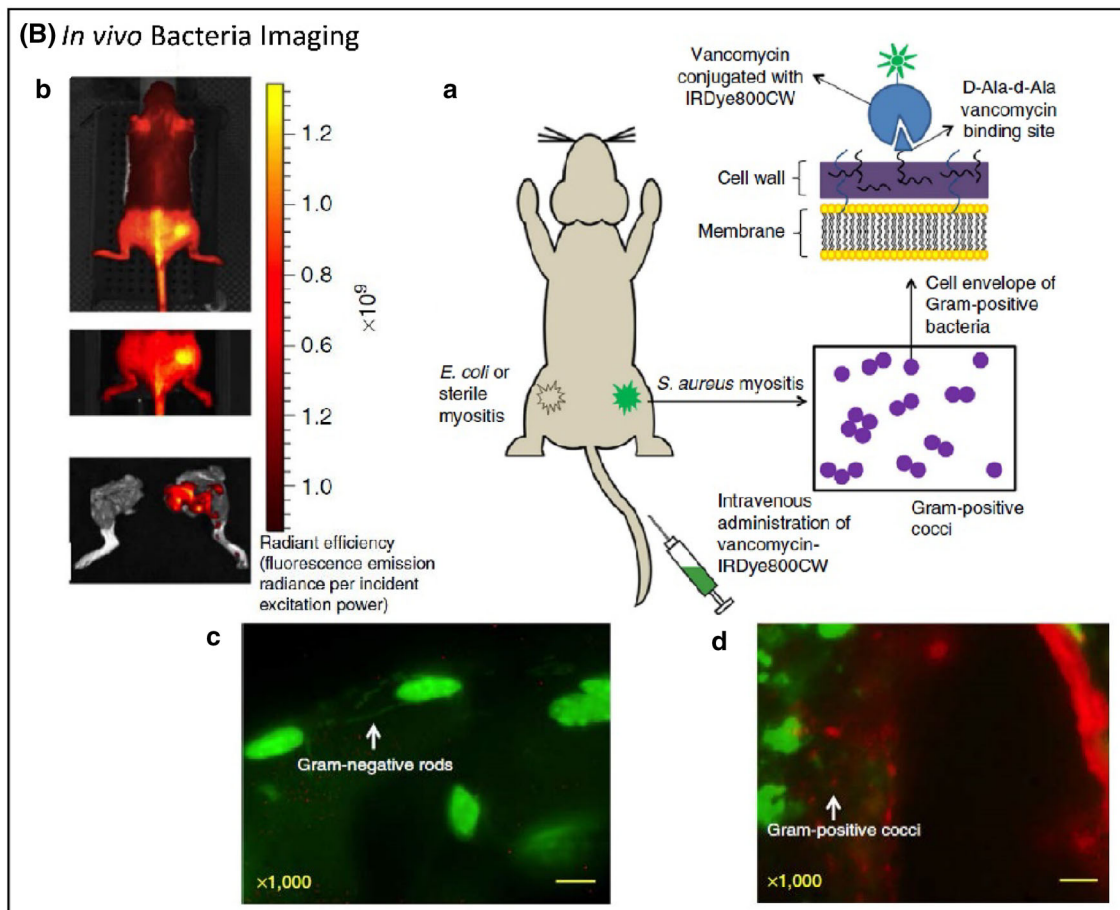 (B) In vivo Bacteria Imaging
b
1.2
1.0
0.8
0.6
1.2
1.0
×10⁹
Radiant efficiency
(fluorescence emission
radiance per incident
excitation power)
a
Vancomycin
conjugated with
IRDye800CW
D-Ala-d-Ala
vancomycin
binding site
Cell wall
Membrane
Cell envelope of
Gram-positive
bacteria
E. coli or
sterile
myositis
S. aureus myositis
Gram-positive
cocci
Intravenous
administration of
vancomycin-
IRDye800CW
c
Gram-negative rods
×1,000
d
Gram-positive cocci
×1,000